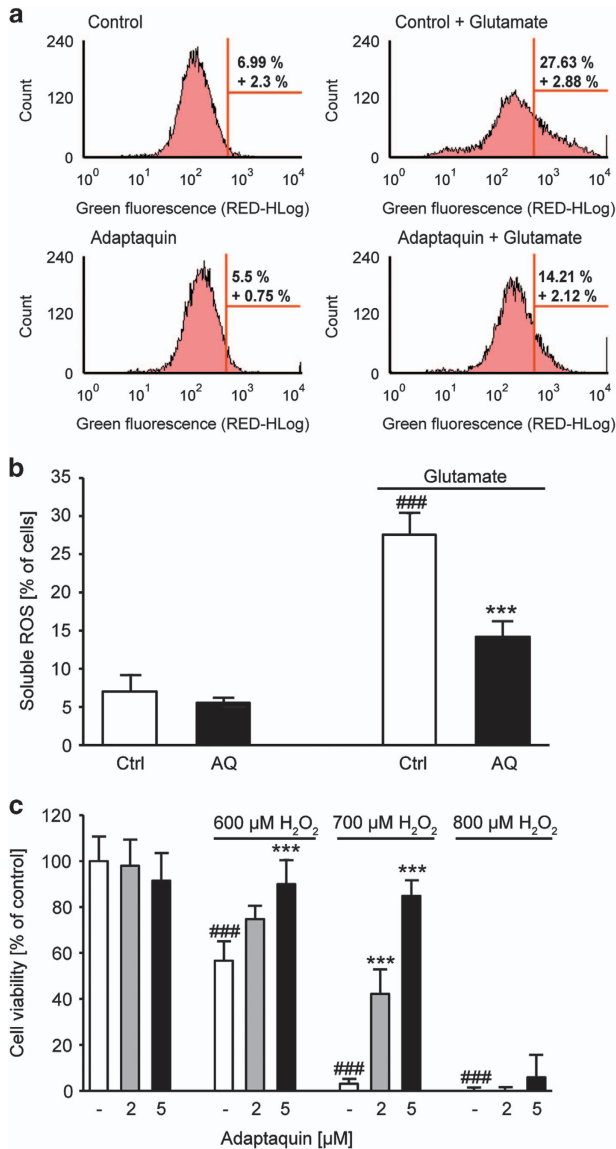 a
Control
240
120
0
Count
6.99 %
+ 2.3 %
10⁰ 10¹ 10² 10³ 10⁴
Green fluorescence (RED-HLog)
Control + Glutamate
240
120
0
Count
27.63 %
+ 2.88 %
10⁰ 10¹ 10² 10³ 10⁴
Green fluorescence (RED-HLog)
Adaptaquin
240
120
0
Count
5.5 %
+ 0.75 %
10⁰ 10¹ 10² 10³ 10⁴
Green fluorescence (RED-HLog)
Adaptaquin + Glutamate
240
120
0
Count
14.21 %
+ 2.12 %
10⁰ 10¹ 10² 10³ 10⁴
Green fluorescence (RED-HLog)
b
Soluble ROS [% of cells]
35
30
25
20
15
10
5
0
Glutamate
###
***
Ctrl AQ Ctrl AQ
c
Cell viability [% of control]
120
100
80
60
40
20
0
600 µM H₂O₂ 700 µM H₂O₂ 800 µM H₂O₂
### *** ### *** *** ###
- 2 5 - 2 5 - 2 5 - 2 5
Adaptaquin [µM]